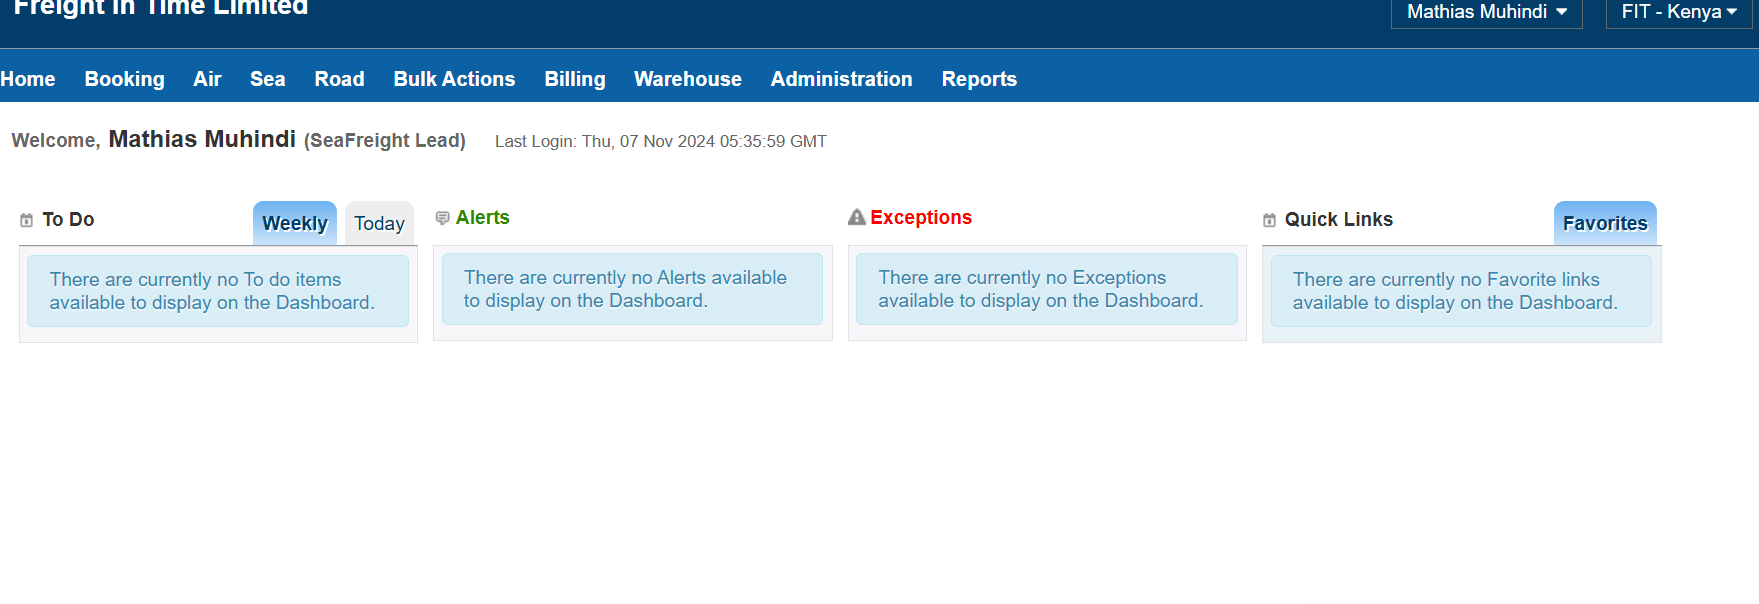 Freight In Time Limited
Mathias Muhindi
FIT - Kenya
Home Booking Air Sea Road Bulk Actions Billing Warehouse Administration Reports
Welcome, Mathias Muhindi (SeaFreight Lead) Last Login: Thu, 07 Nov 2024 05:35:59 GMT
To Do
Weekly
Today
There are currently no To do items
available to display on the Dashboard.
Alerts
There are currently no Alerts available
to display on the Dashboard.
Exceptions
There are currently no Exceptions
available to display on the Dashboard.
Quick Links
Favorites
There are currently no Favorite links
available to display on the Dashboard.